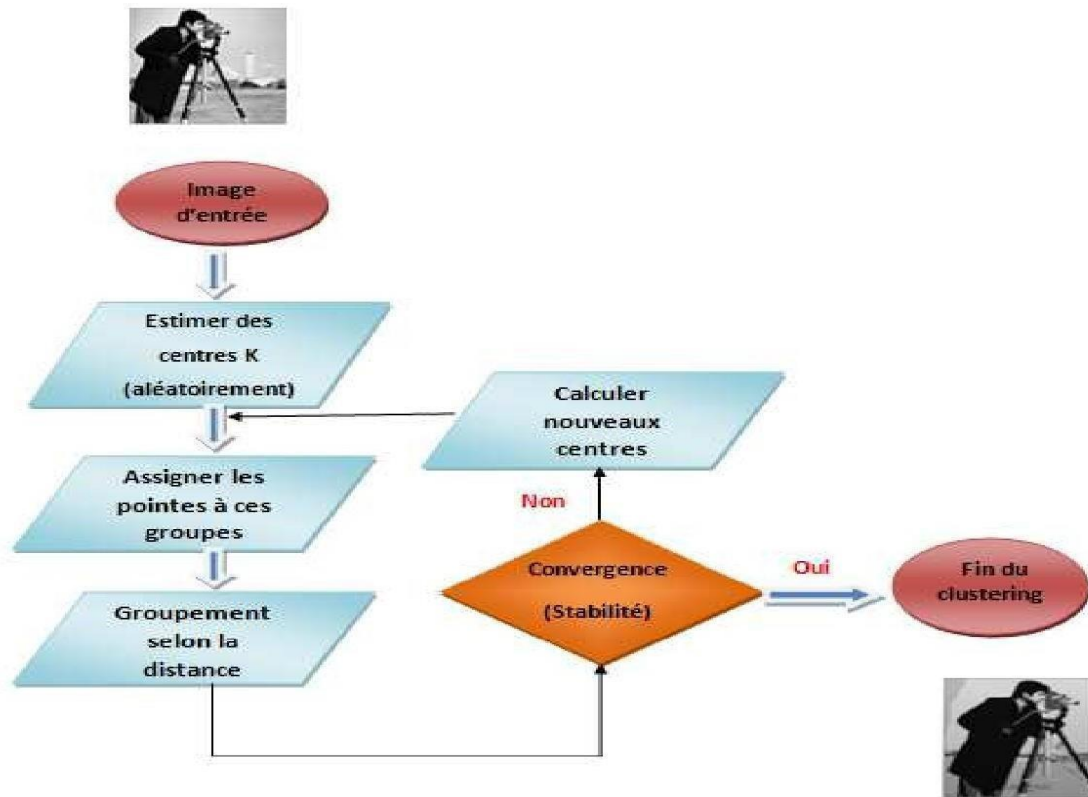 Image
d'entrée
Estimer des
centres K
(aléatoirement)
Assigner les
pointes à ces
groupes
Groupement
selon la
distance
Calculer
nouveaux
centres
Non
Convergence
(Stabilité)
Oui
Fin du
clustering